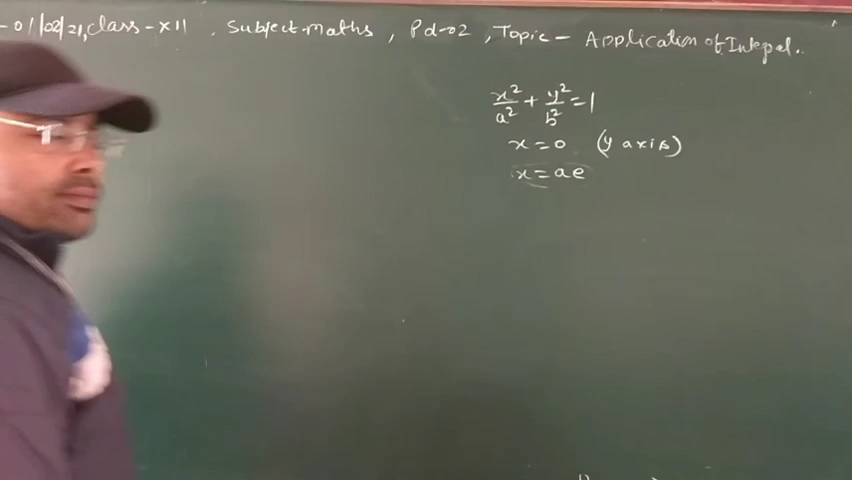 - 01/02/21, class - XII . Subject-maths , Pd-02 , Topic - Application of Integral..
x²/a² + y²/b² = 1
x = 0 (y axis)
x = ae